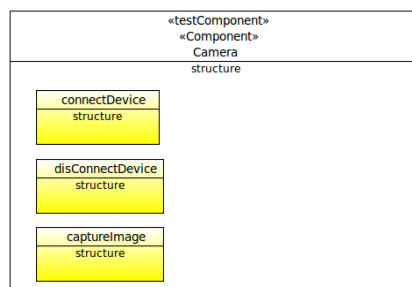 «testComponent»
«Component»
Camera
structure
connectDevice
structure
disConnectDevice
structure
captureImage
structure